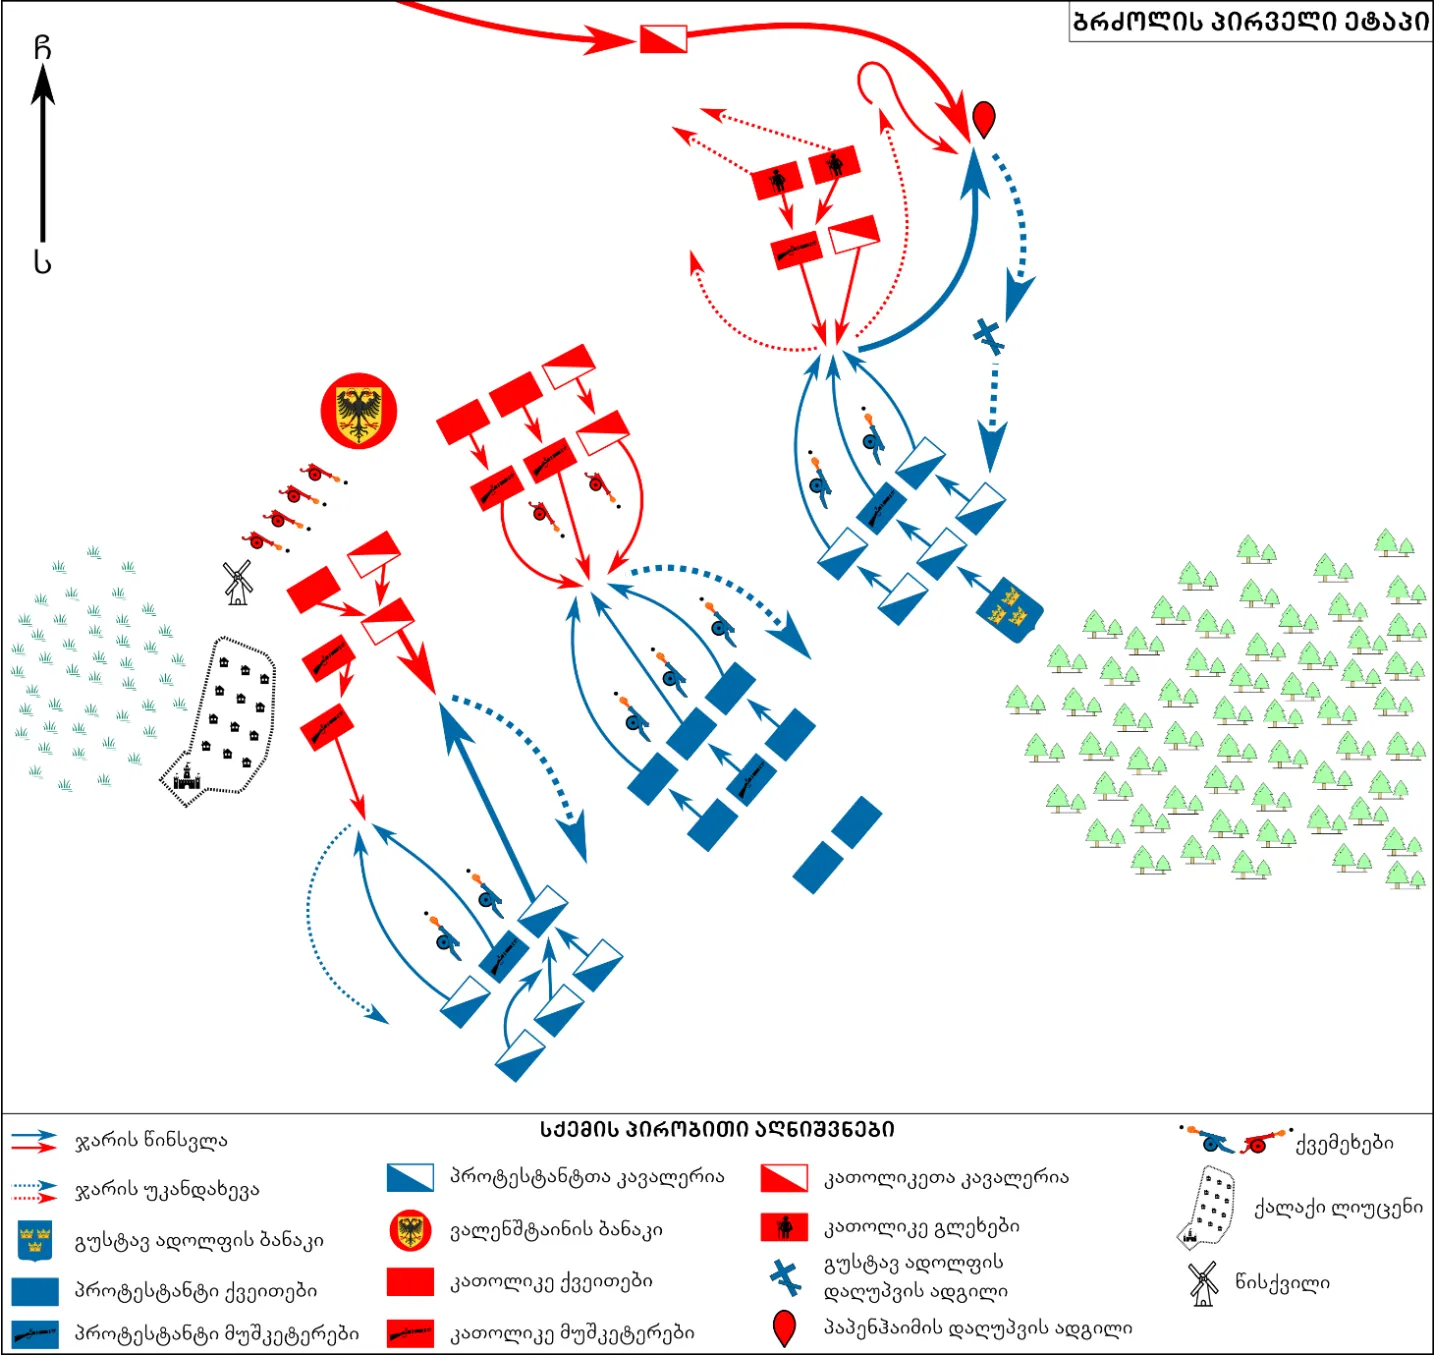 ბრძოლის პირველი ეტაპი
ჩ
ს
სქემის პირობითი აღნიშვნები
ჯარის წინსვლა
ჯარის უკანდახევა
გუსტავ ადოლფის ბანაკი
პროტესტანტი ქვეითები
პროტესტანტი მუშკეტერები
პროტესტანტთა კავალერია
ვალენშტაინის ბანაკი
კათოლიკე ქვეითები
კათოლიკე მუშკეტერები
კათოლიკეთა კავალერია
კათოლიკე გლეხები
გუსტავ ადოლფის
დაღუპვის ადგილი
პაპენჰაიმის დაღუპვის ადგილი
ქვემეხები
ქალაქი ლიუცენი
წისქვილი